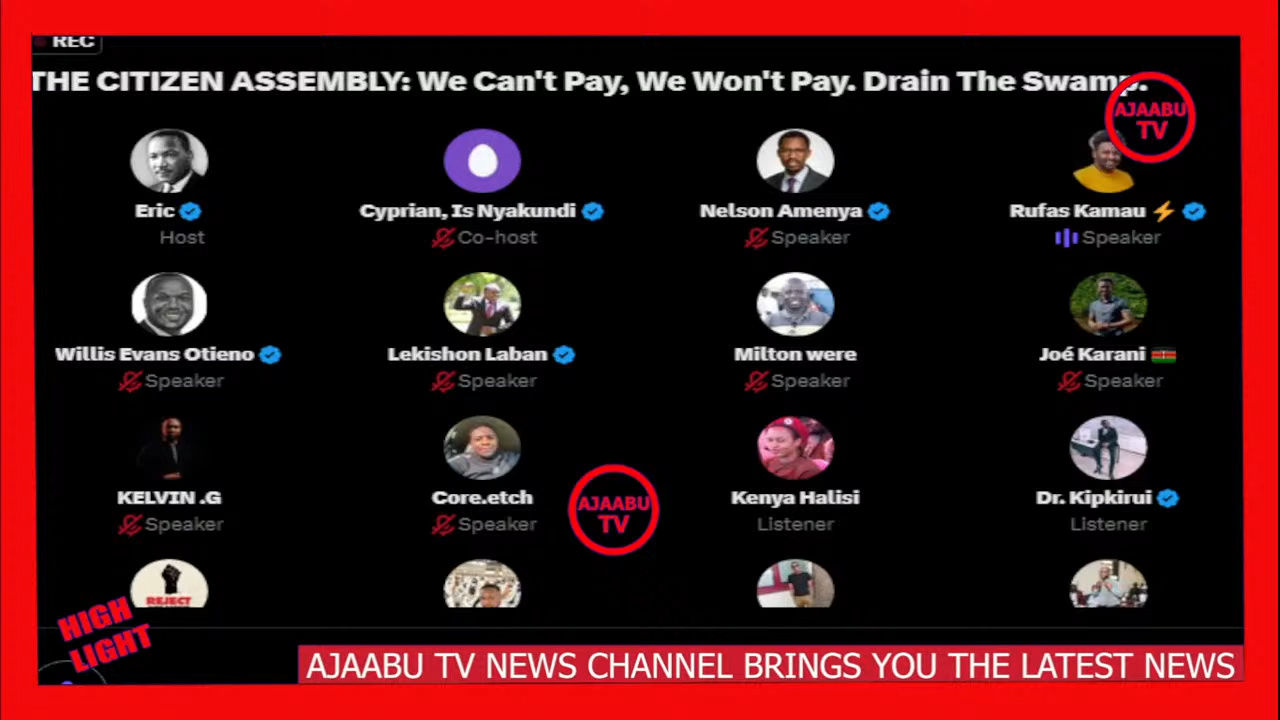 REC
THE CITIZEN ASSEMBLY: We Can't Pay, We Won't Pay. Drain The Swamp.
AJAABU
TV
Eric
Host
Cyprian, Is Nyakundi
Co-host
Nelson Amenya
Speaker
Rufas Kamau
Speaker
Willis Evans Otieno
Speaker
Lekishon Laban
Speaker
Milton were
Speaker
Joé Karani
Speaker
KELVIN .G
Speaker
Core.etch
Speaker
AJAABU
TV
Kenya Halisi
Listener
Dr. Kipkirui
Listener
REJECT
HIGH
LIGHT
AJAABU TV NEWS CHANNEL BRINGS YOU THE LATEST NEWS